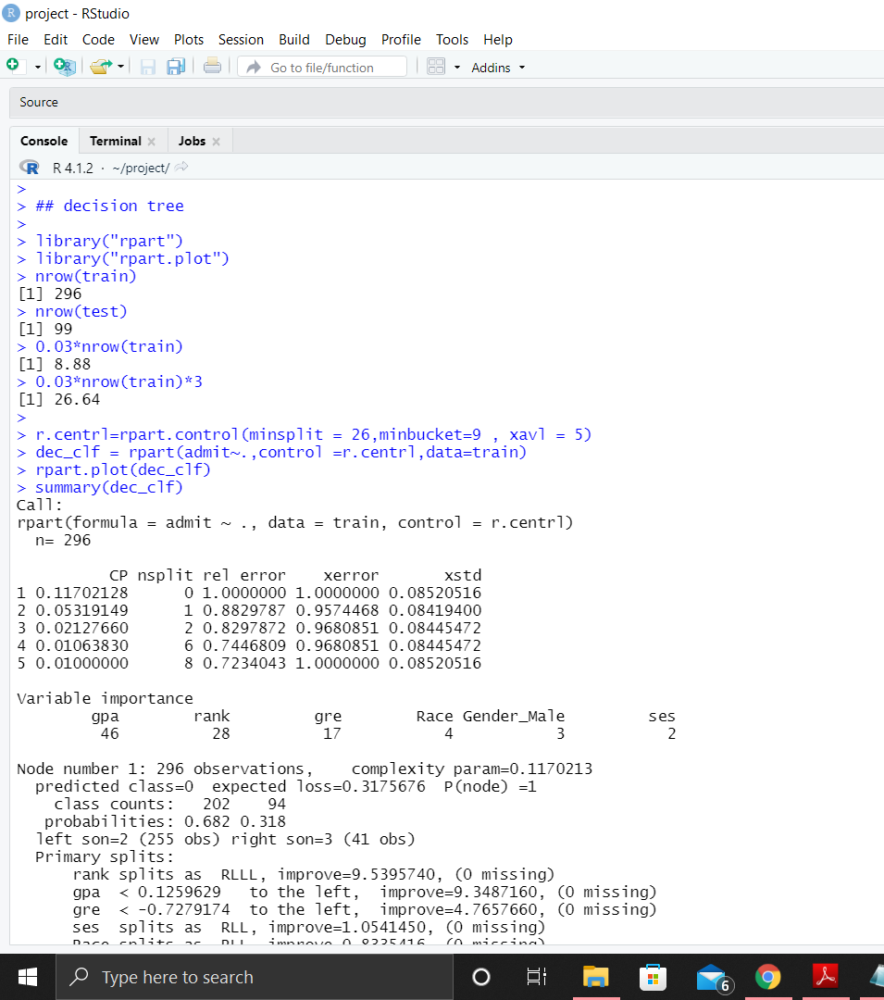 R project - RStudio
File Edit Code View Plots Session Build Debug Profile Tools Help
Go to file/function Addins
Source
Console Terminal Jobs
R R 4.1.2 · ~/project/
>
> ## decision tree
>
> library("rpart")
> library("rpart.plot")
> nrow(train)
[1] 296
> nrow(test)
[1] 99
> 0.03*nrow(train)
[1] 8.88
> 0.03*nrow(train)*3
[1] 26.64
>
> r.centrl=rpart.control(minsplit = 26,minbucket=9 , xavl = 5)
> dec_clf = rpart(admit~.,control =r.centrl,data=train)
> rpart.plot(dec_clf)
> summary(dec_clf)
Call:
rpart(formula = admit ~ ., data = train, control = r.centrl)
  n= 296
          CP nsplit rel error    xerror       xstd
1 0.11702128      0 1.0000000 1.0000000 0.08520516
2 0.05319149      1 0.8829787 0.9574468 0.08419400
3 0.02127660      2 0.8297872 0.9680851 0.08445472
4 0.01063830      6 0.7446809 0.9680851 0.08445472
5 0.01000000      8 0.7234043 1.0000000 0.08520516
Variable importance
        gpa        rank         gre        Race Gender_Male         ses
         46          28          17           4           3           2
Node number 1: 296 observations,    complexity param=0.1170213
  predicted class=0  expected loss=0.3175676  P(node) =1
    class counts:   202    94
   probabilities: 0.682 0.318
  left son=2 (255 obs) right son=3 (41 obs)
  Primary splits:
      rank splits as  RLLL, improve=9.5395740, (0 missing)
      gpa  < 0.1259629   to the left,  improve=9.3487160, (0 missing)
      gre  < -0.7279174  to the left,  improve=4.7657660, (0 missing)
      ses  splits as  RLL, improve=1.0541450, (0 missing)
      Race splits as  RLL, improve=0.8335416, (0 missing)
Type here to search 6